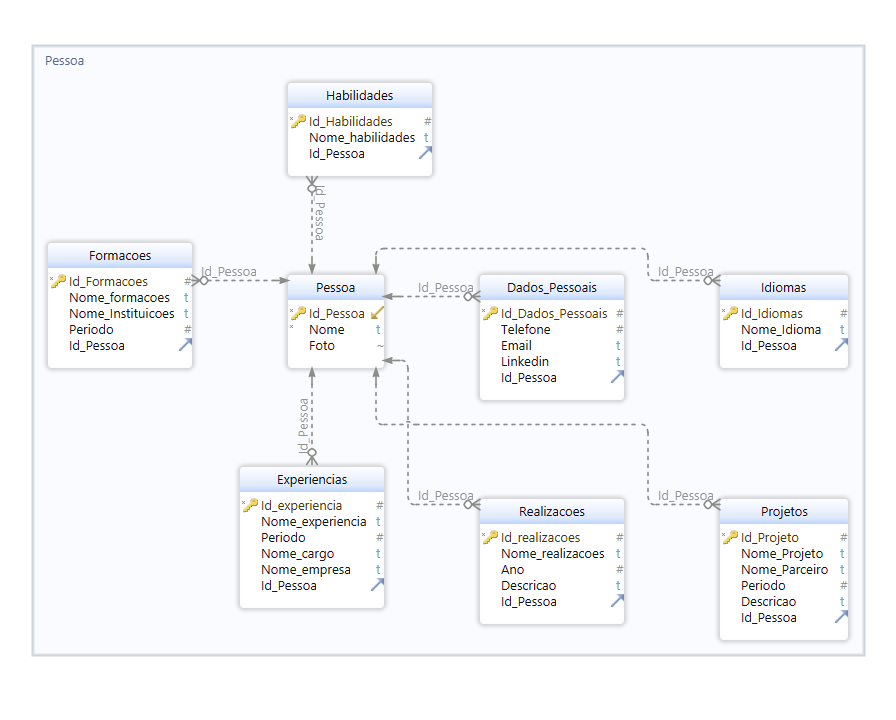 Pessoa
Habilidades
Id_Habilidades #
Nome_habilidades t
Id_Pessoa
Id_Pessoa
Formacoes
Id_Formacoes #
Nome_formacoes t
Nome_Instituicoes t
Periodo #
Id_Pessoa
Id_Pessoa
Pessoa
Id_Pessoa
Nome t
Foto ~
Id_Pessoa
Dados_Pessoais
Id_Dados_Pessoais #
Telefone #
Email t
Linkedin t
Id_Pessoa
Id_Pessoa
Idiomas
Id_Idiomas #
Nome_Idioma t
Id_Pessoa
Id_Pessoa
Experiencias
Id_experiencia #
Nome_experiencia t
Periodo #
Nome_cargo t
Nome_empresa t
Id_Pessoa
Id_Pessoa
Realizacoes
Id_realizacoes #
Nome_realizacoes t
Ano #
Descricao t
Id_Pessoa
Id_Pessoa
Projetos
Id_Projeto #
Nome_Projeto t
Nome_Parceiro t
Periodo #
Descricao t
Id_Pessoa